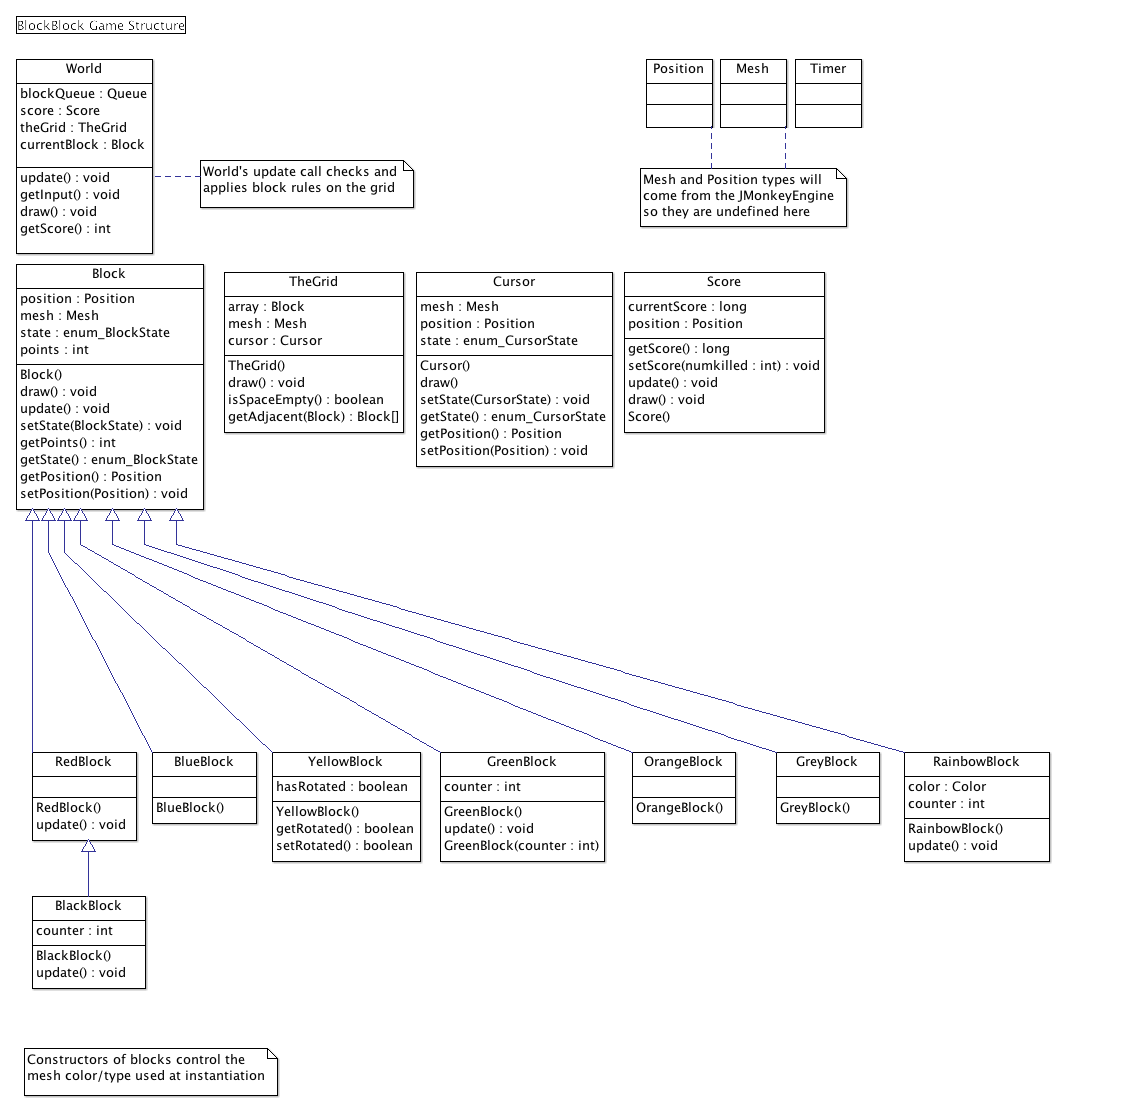 BlockBlock Game Structure
World
blockQueue : Queue
score : Score
theGrid : TheGrid
currentBlock : Block
update() : void
getInput() : void
draw() : void
getScore() : int
World's update call checks and
applies block rules on the grid
Position
Mesh
Timer
Mesh and Position types will
come from the JMonkeyEngine
so they are undefined here
Block
position : Position
mesh : Mesh
state : enum_BlockState
points : int
Block()
draw() : void
update() : void
setState(BlockState) : void
getPoints() : int
getState() : enum_BlockState
getPosition() : Position
setPosition(Position) : void
TheGrid
array : Block
mesh : Mesh
cursor : Cursor
TheGrid()
draw() : void
isSpaceEmpty() : boolean
getAdjacent(Block) : Block[]
Cursor
mesh : Mesh
position : Position
state : enum_CursorState
Cursor()
draw()
setState(CursorState) : void
getState() : enum_CursorState
getPosition() : Position
setPosition(Position) : void
Score
currentScore : long
position : Position
getScore() : long
setScore(numkilled : int) : void
update() : void
draw() : void
Score()
RedBlock
RedBlock()
update() : void
BlueBlock
BlueBlock()
YellowBlock
hasRotated : boolean
YellowBlock()
getRotated() : boolean
setRotated() : boolean
GreenBlock
counter : int
GreenBlock()
update() : void
GreenBlock(counter : int)
OrangeBlock
OrangeBlock()
GreyBlock
GreyBlock()
RainbowBlock
color : Color
counter : int
RainbowBlock()
update() : void
BlackBlock
counter : int
BlackBlock()
update() : void
Constructors of blocks control the
mesh color/type used at instantiation